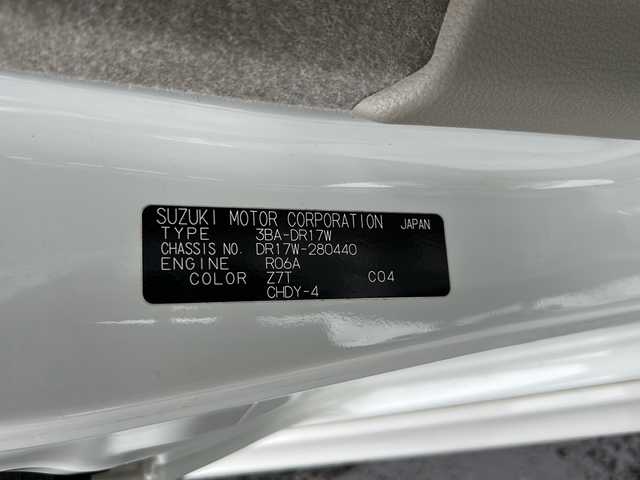 SUZUKI MOTOR CORPORATION JAPAN
TYPE 3BA-DR17W
CHASSIS NO. DR17W-280440
ENGINE R06A
COLOR Z7T C04
CHDY-4